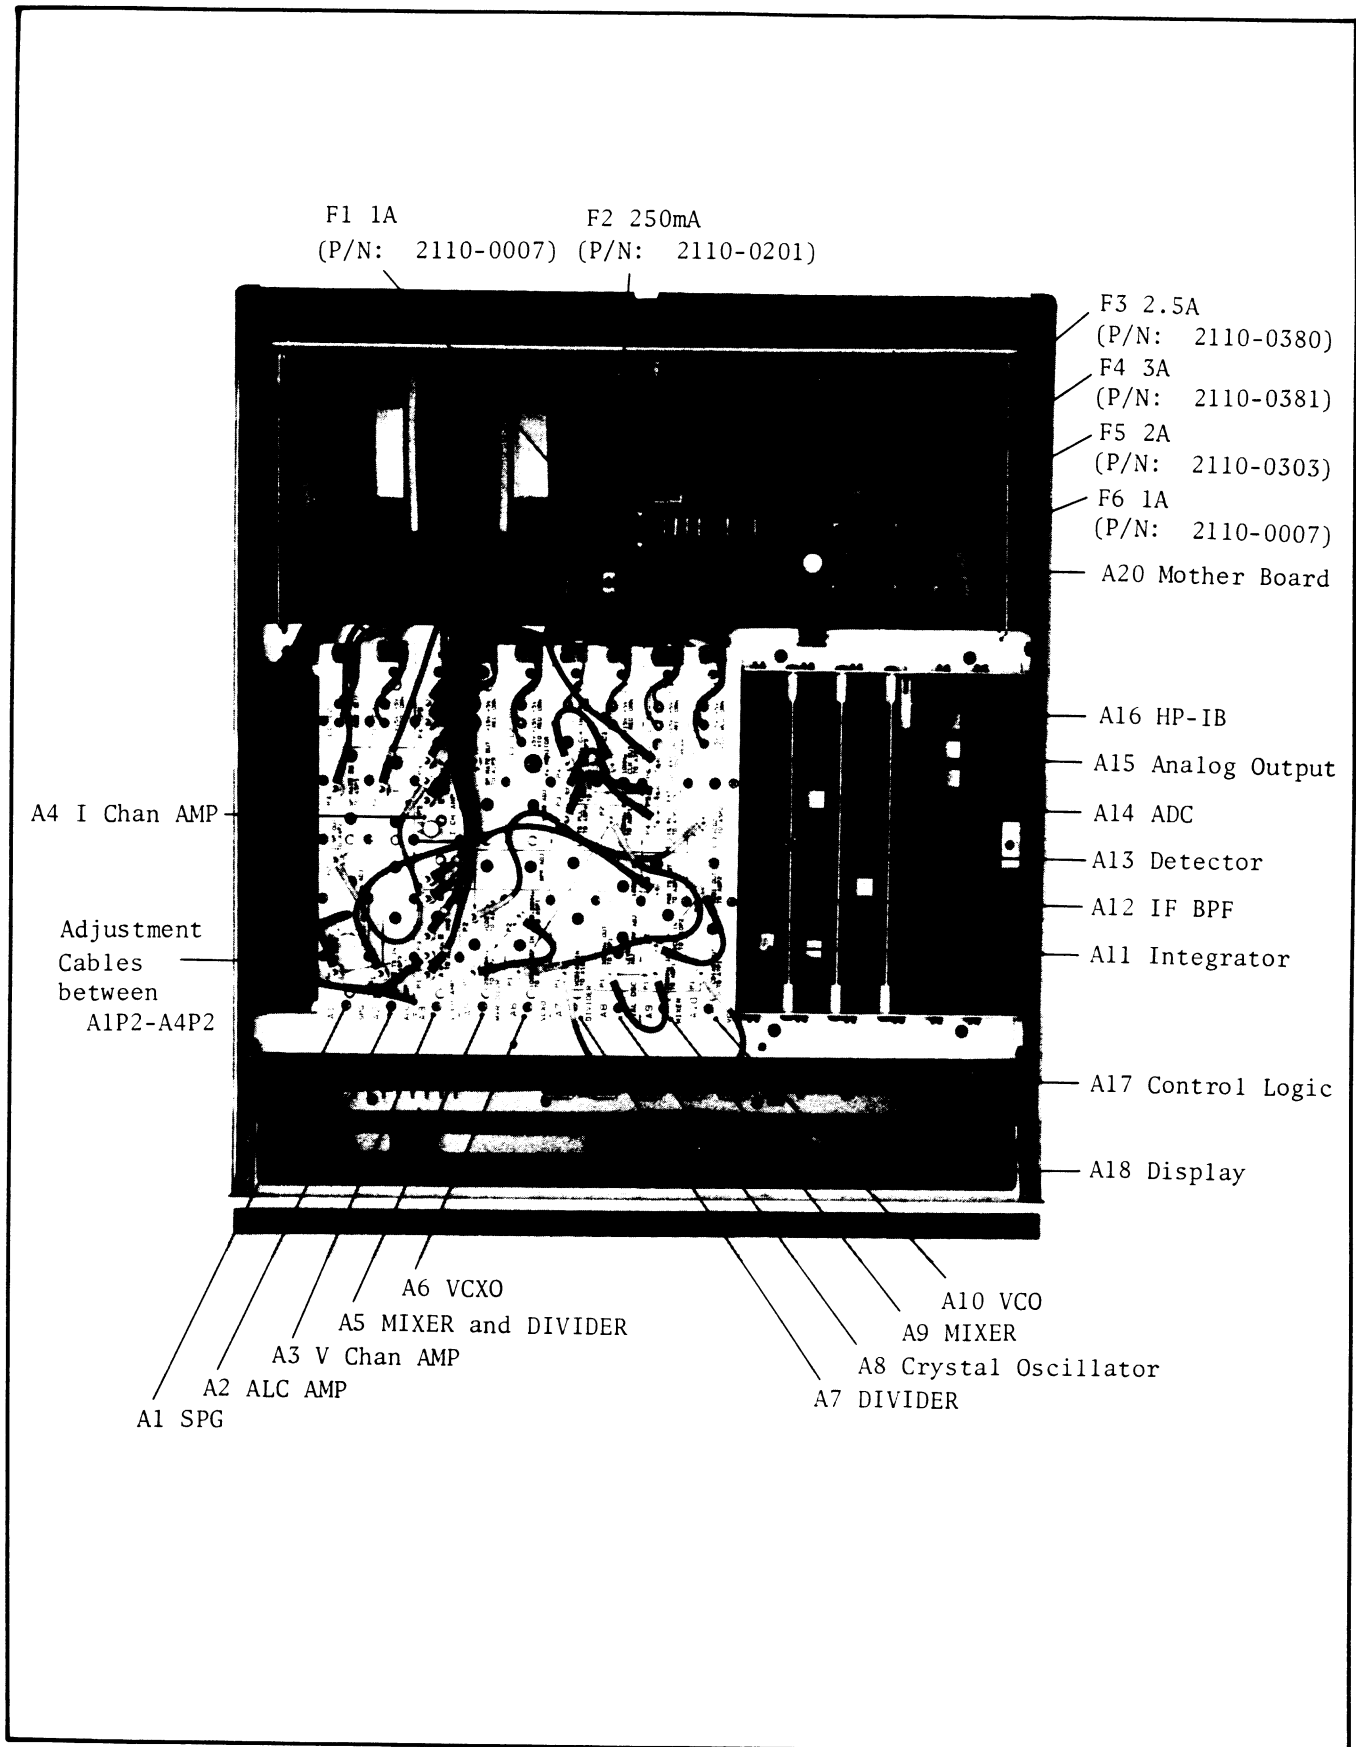 F1 1A
(P/N: 2110-0007)
F2 250mA
(P/N: 2110-0201)
F3 2.5A
(P/N: 2110-0380)
F4 3A
(P/N: 2110-0381)
F5 2A
(P/N: 2110-0303)
F6 1A
(P/N: 2110-0007)
A20 Mother Board
A16 HP-IB
A15 Analog Output
A14 ADC
A13 Detector
A12 IF BPF
A11 Integrator
A17 Control Logic
A18 Display
A4 I Chan AMP
Adjustment
Cables
between
A1P2-A4P2
A6 VCXO
A5 MIXER and DIVIDER
A3 V Chan AMP
A2 ALC AMP
A1 SPG
A10 VCO
A9 MIXER
A8 Crystal Oscillator
A7 DIVIDER